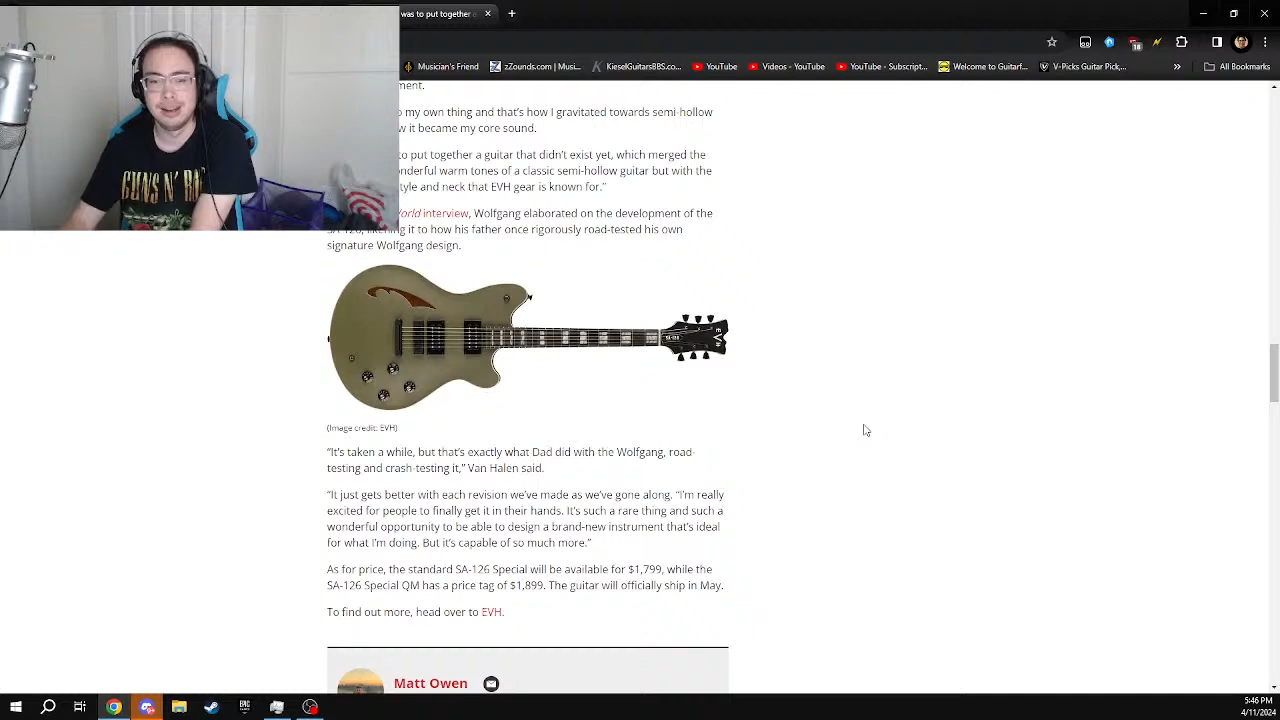 was to put together
Musician's Friend
zZounds.com | Musi...
KieselGuitarsBBS.co...
YouTube
Videos - YouTube
YouTube - Subscript...
Welcome to Guitarf...
V-Picks Guitar Pick,...
»
All Bookmarks
18
ment.
my own thing and that's how I gravitated towards semi-hollow
it became my core sound.
to put together a guitar that didn't exist yet, which merged the
warm tones of a classic semi-hollow guitar but with the
and neck that EVH gear is known for.”
interview, Wolfgang elaborated on the development of the
SA-126, likening it to how his father once rigorously road-tested his own
signature Wolfgang design.
GUNS N' RO
EVH
(Image credit: EVH)
“It's taken a while, but that's exactly what Dad did with the Wolfgang, road-
testing and crash-testing it,” Van Halen said.
“It just gets better with each revision we've made as we've gone along. “I'm really
excited for people to finally get it in their hands. It's such a rare thing and such a
wonderful opportunity to be able to design a brand-new instrument that's ideal
for what I'm doing. But it's capable of so much more.”
As for price, the standard SA-126 Special will be available for $1,799, while the
SA-126 Special QM has a price tag of $1,899. The guitar will officially ship in May.
To find out more, head over to EVH.
Matt Owen
EPIC
5:46 PM
4/11/2024